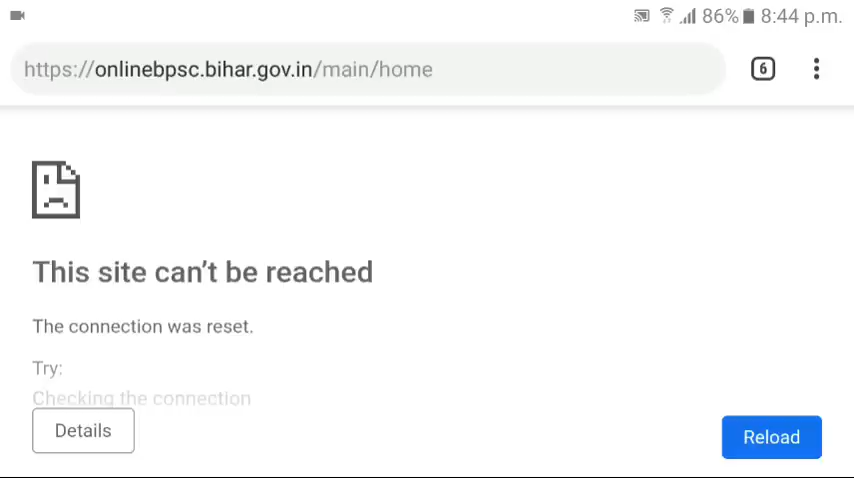 86% 8:44 p.m.
https://onlinebpsc.bihar.gov.in/main/home
6
This site can’t be reached
The connection was reset.
Try:
Checking the connection
Details
Reload